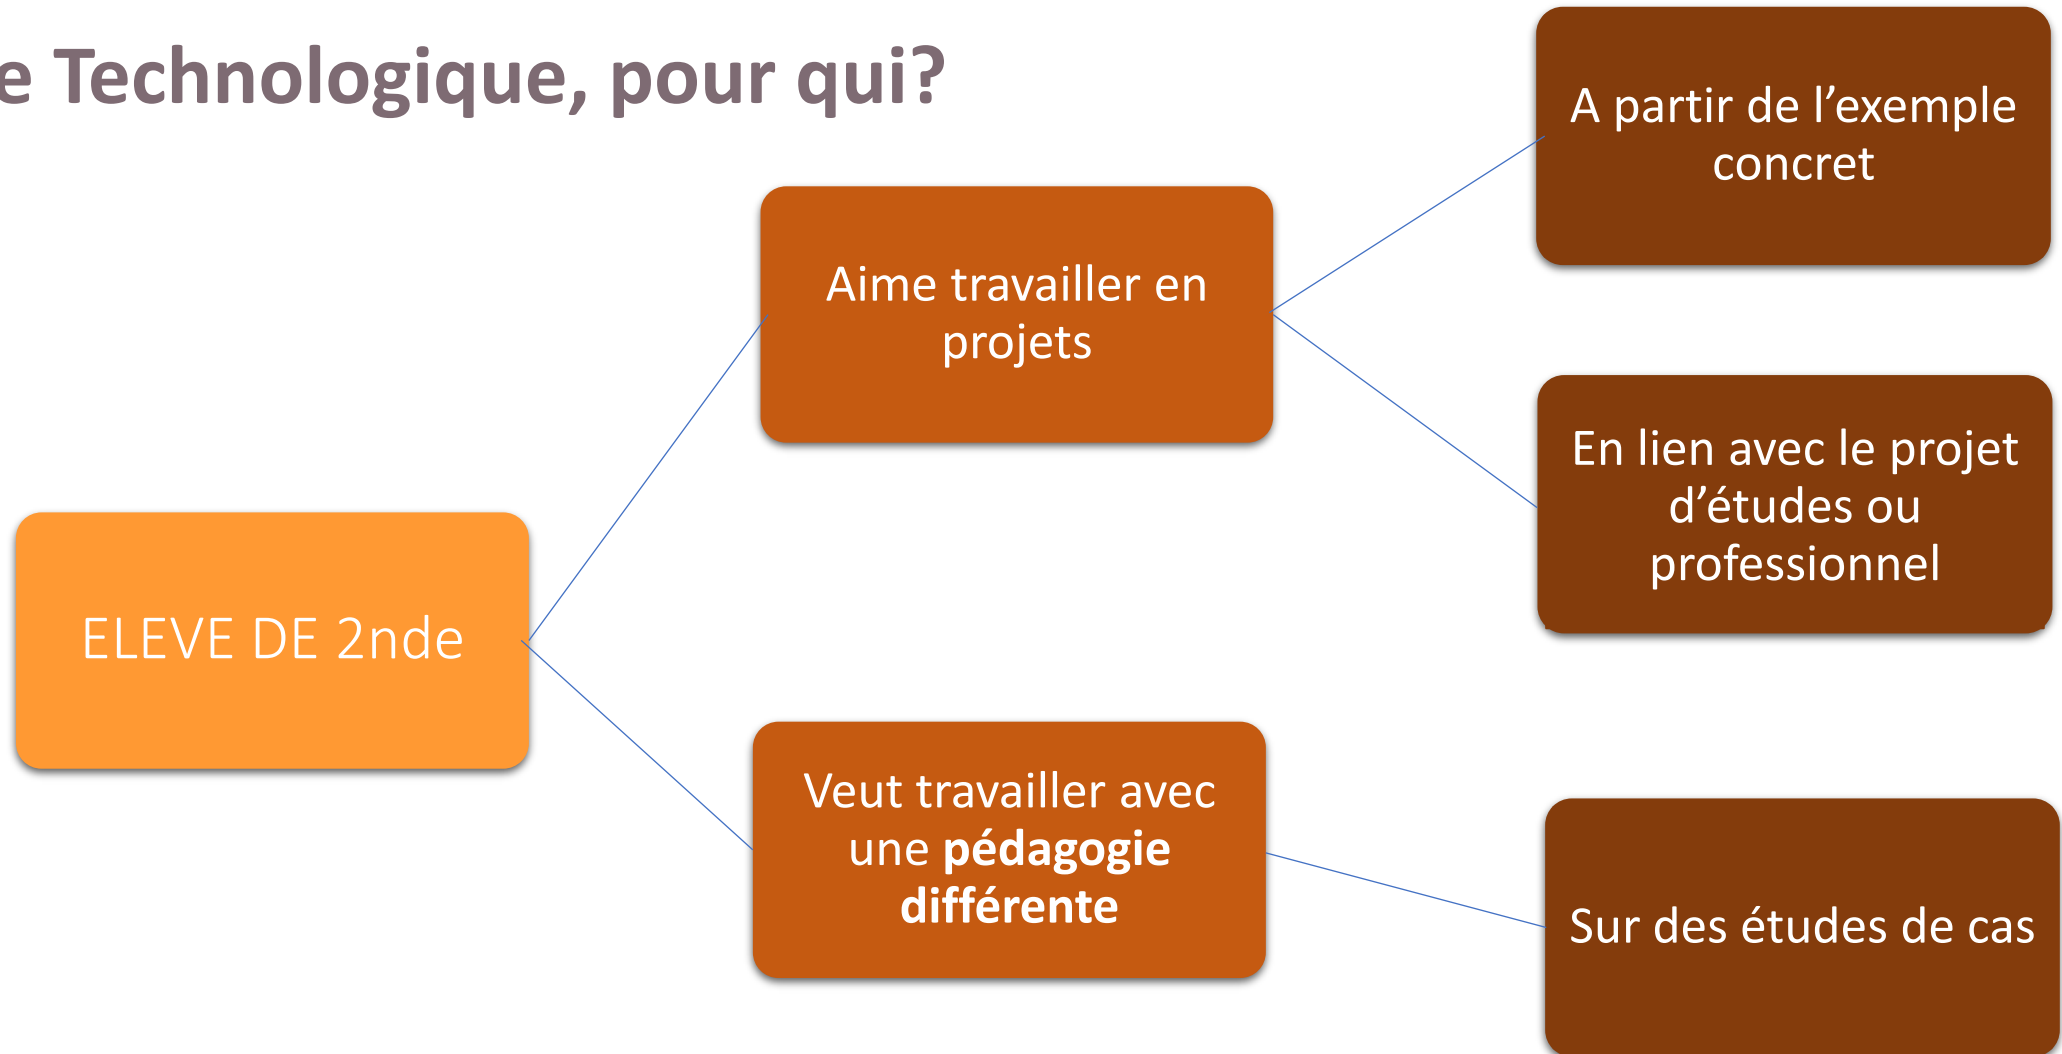 e Technologique, pour qui?
A partir de l’exemple
concret
Aime travailler en
projets
En lien avec le projet
d’études ou
professionnel
ELEVE DE 2nde
Veut travailler avec
une pédagogie
différente
Sur des études de cas